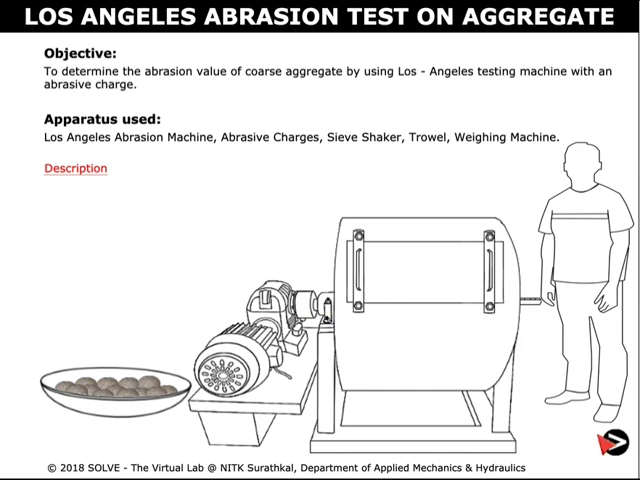 LOS ANGELES ABRASION TEST ON AGGREGATE
Objective:
To determine the abrasion value of coarse aggregate by using Los - Angeles testing machine with an
abrasive charge.
Apparatus used:
Los Angeles Abrasion Machine, Abrasive Charges, Sieve Shaker, Trowel, Weighing Machine.
Description
© 2018 SOLVE - The Virtual Lab @ NITK Surathkal, Department of Applied Mechanics & Hydraulics